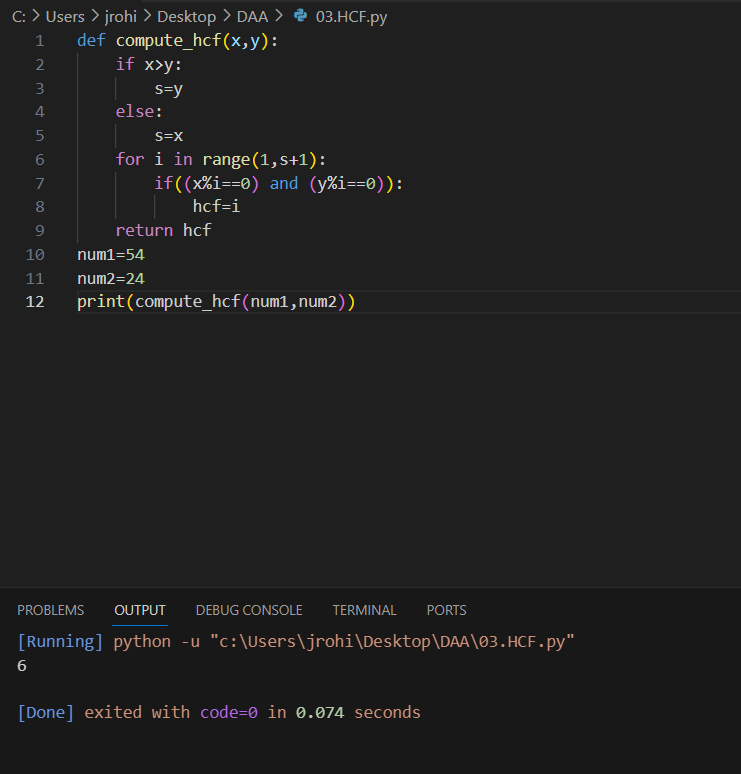 C: > Users > jrohi > Desktop > DAA > 03.HCF.py
1 def compute_hcf(x,y):
2     if x>y:
3         s=y
4     else:
5         s=x
6     for i in range(1,s+1):
7         if((x%i==0) and (y%i==0)):
8             hcf=i
9     return hcf
10 num1=54
11 num2=24
12 print(compute_hcf(num1,num2))
PROBLEMS OUTPUT DEBUG CONSOLE TERMINAL PORTS
[Running] python -u "c:\Users\jrohi\Desktop\DAA\03.HCF.py"
6
[Done] exited with code=0 in 0.074 seconds